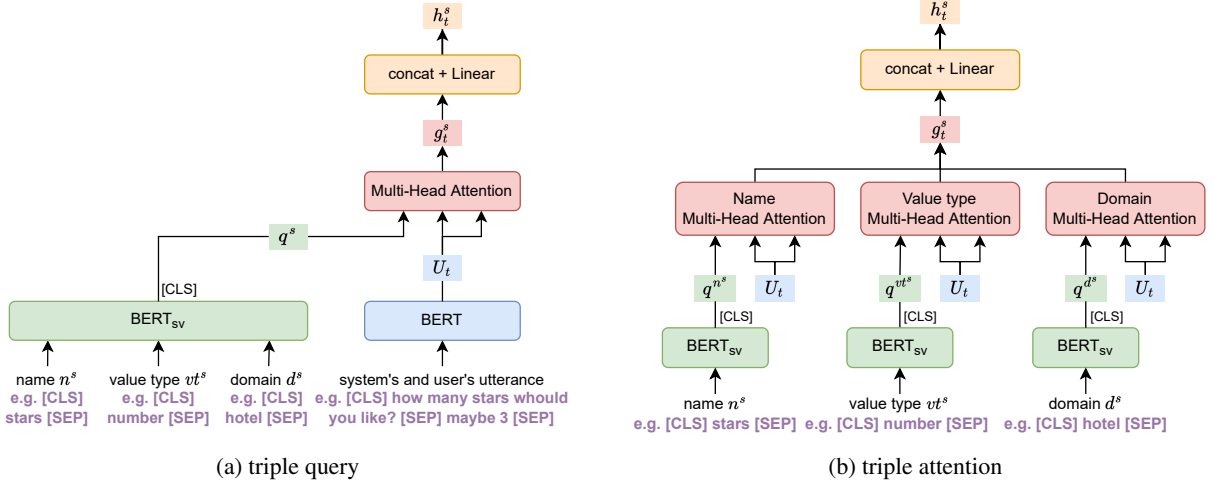 h_t^s
concat + Linear
g_t^s
Multi-Head Attention
q^s
U_t
[CLS]
BERT_sv
BERT
name n^s
e.g. [CLS]
stars [SEP]
value type vt^s
e.g. [CLS]
number [SEP]
domain d^s
e.g. [CLS]
hotel [SEP]
system's and user's utterance
e.g. [CLS] how many stars whould
you like? [SEP] maybe 3 [SEP]
(a) triple query
h_t^s
concat + Linear
g_t^s
Name
Multi-Head Attention
Value type
Multi-Head Attention
Domain
Multi-Head Attention
q^{n^s}
U_t
q^{vt^s}
U_t
q^{d^s}
U_t
[CLS]
[CLS]
[CLS]
BERT_sv
BERT_sv
BERT_sv
name n^s
e.g. [CLS] stars [SEP]
value type vt^s
e.g. [CLS] number [SEP]
domain d^s
e.g. [CLS] hotel [SEP]
(b) triple attention